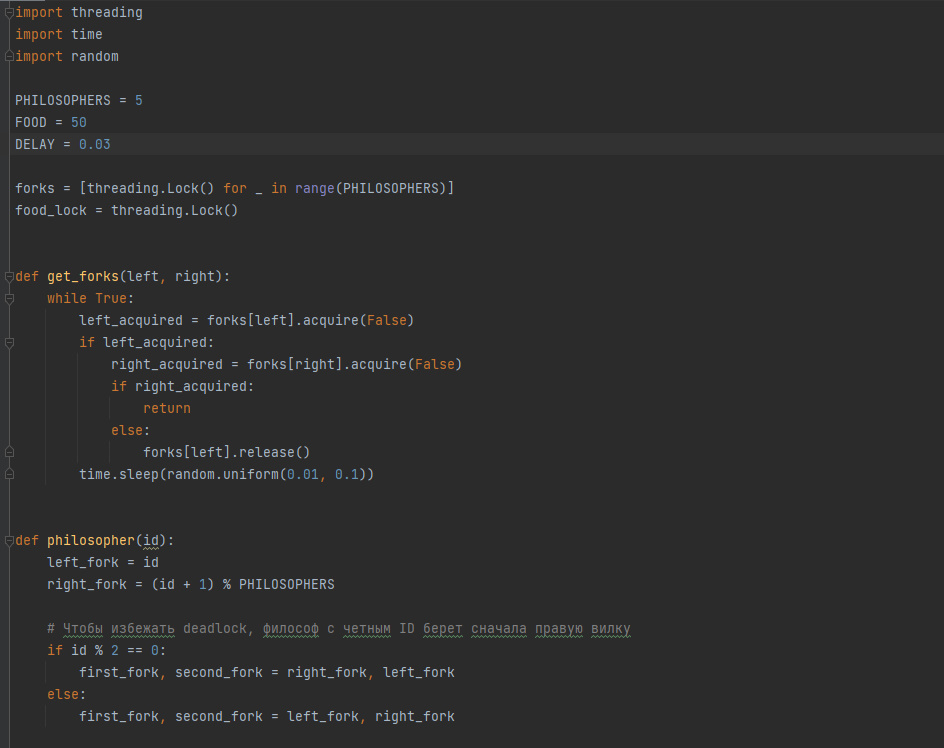 import threading
import time
import random
PHILOSOPHERS = 5
FOOD = 50
DELAY = 0.03
forks = [threading.Lock() for _ in range(PHILOSOPHERS)]
food_lock = threading.Lock()
def get_forks(left, right):
    while True:
        left_acquired = forks[left].acquire(False)
        if left_acquired:
            right_acquired = forks[right].acquire(False)
            if right_acquired:
                return
            else:
                forks[left].release()
        time.sleep(random.uniform(0.01, 0.1))
def philosopher(id):
    left_fork = id
    right_fork = (id + 1) % PHILOSOPHERS
    # Чтобы избежать deadlock, философ с четным ID берет сначала правую вилку
    if id % 2 == 0:
        first_fork, second_fork = right_fork, left_fork
    else:
        first_fork, second_fork = left_fork, right_fork